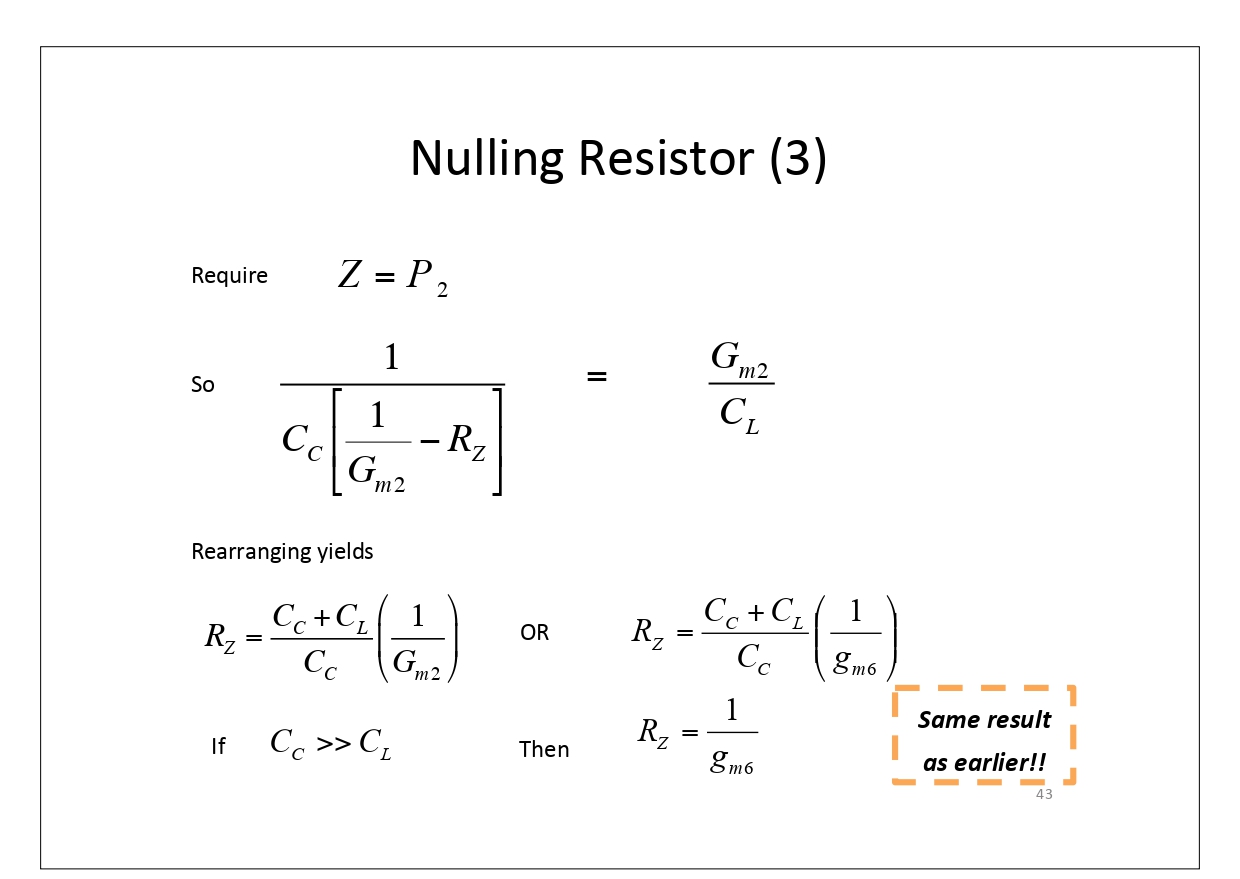 Nulling Resistor (3)
Require Z = P_2
So \frac{1}{C_C \left[ \frac{1}{G_{m2}} - R_Z \right]} = \frac{G_{m2}}{C_L}
Rearranging yields
R_Z = \frac{C_C + C_L}{C_C} \left( \frac{1}{G_{m2}} \right) OR R_Z = \frac{C_C + C_L}{C_C} \left( \frac{1}{g_{m6}} \right)
If C_C >> C_L Then R_Z = \frac{1}{g_{m6}}
Same result
as earlier!!
43